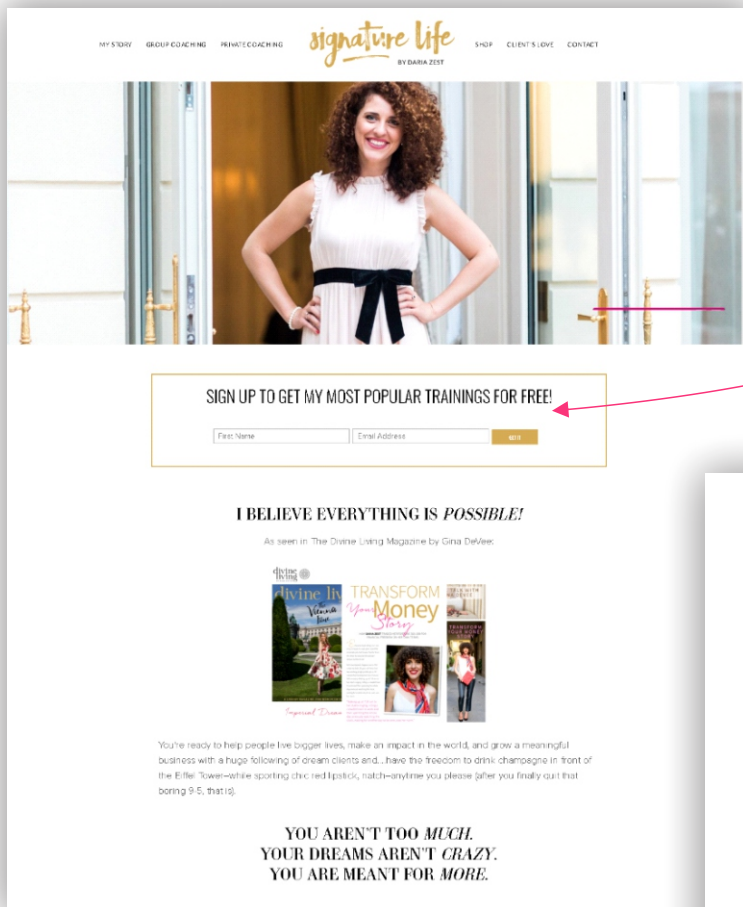 MY STORY GROUP COACHING PRIVATE COACHING signature life SHOP CLIENT'S LOVE CONTACT
BY DARIA ZEST
SIGN UP TO GET MY MOST POPULAR TRAININGS FOR FREE!
First Name Email Address
I BELIEVE EVERYTHING IS POSSIBLE!
As seen in The Divine Living Magazine by Gina DeVee:
divine
living
divine liv TRANSFORM
Your Money
Story
TRANSFORM
YOUR MONEY
STORY
You're ready to help people live bigger lives, make an impact in the world, and grow a meaningful
business with a huge following of dream clients and...have the freedom to drink champagne in front of
the Eiffel Tower–while sporting chic red lipstick, natch–anytime you please (after you finally quit that
boring 9-5, that is).
YOU AREN'T TOO MUCH.
YOUR DREAMS AREN'T CRAZY.
YOU ARE MEANT FOR MORE.